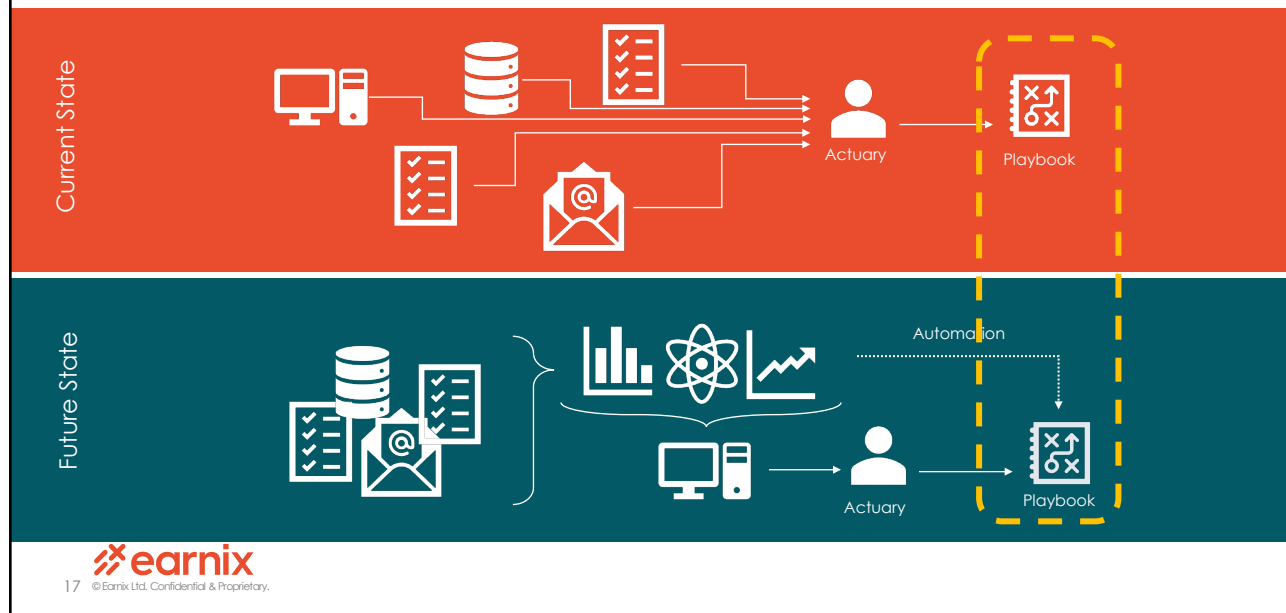 Current State
Actuary
Playbook
Future State
Automation
Actuary
Playbook
earnix
17 © Earnix Ltd. Confidential & Proprietary.